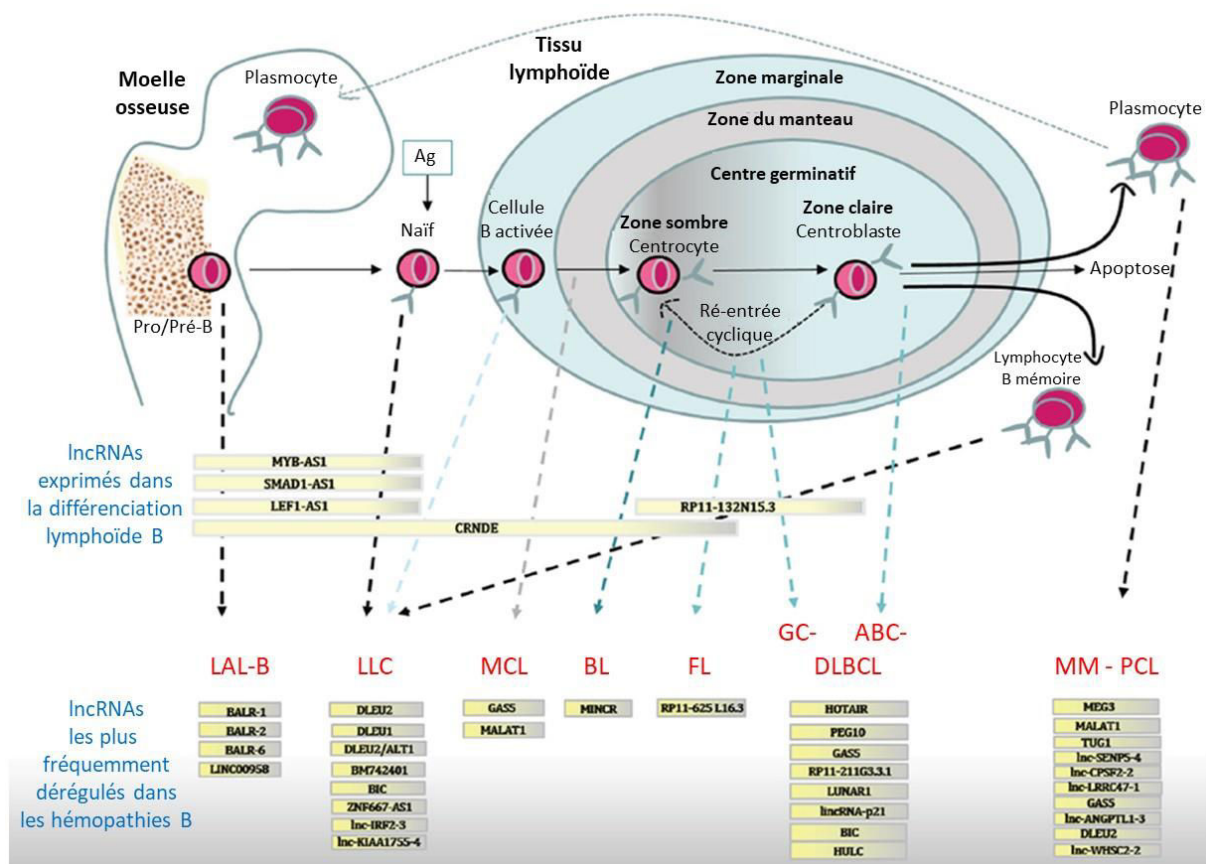 Tissu
lymphoïde
Moelle
osseuse
Plasmocyte
Zone marginale
Plasmocyte
Zone du manteau
Ag
Centre germinatif
Naïf
Cellule
B activée
Zone sombre
Centrocyte
Zone claire
Centroblaste
Apoptose
Pro/Pré-B
Ré-entrée
cyclique
Lymphocyte
B mémoire
lncRNAs
exprimés dans
la différenciation
lymphoïde B
MYB-AS1
SMAD1-AS1
LEF1-AS1
RP11-132N15.3
CRNDE
GC-
ABC-
LAL-B
LLC
MCL
BL
FL
DLBCL
MM - PCL
lncRNAs
les plus
fréquemment
dérégulés dans
les hémopathies B
BALR-1
BALR-2
BALR-6
LINC00958
DLEU2
DLEU1
DLEU2/ALT1
BM742401
BIC
ZNF667-AS1
lnc-IRF2-3
lnc-KIAA1755-4
GAS5
MALAT1
MINCR
RP11-625 L16.3
HOTAIR
PEG10
GAS5
RP11-211G3.3.1
LUNAR1
lincRNA-p21
BIC
HULC
MEG3
MALAT1
TUG1
lnc-SENP5-4
lnc-CPSF2-2
lnc-LRRC47-1
GAS5
lnc-ANGPTL1-3
DLEU2
lnc-WHSC2-2